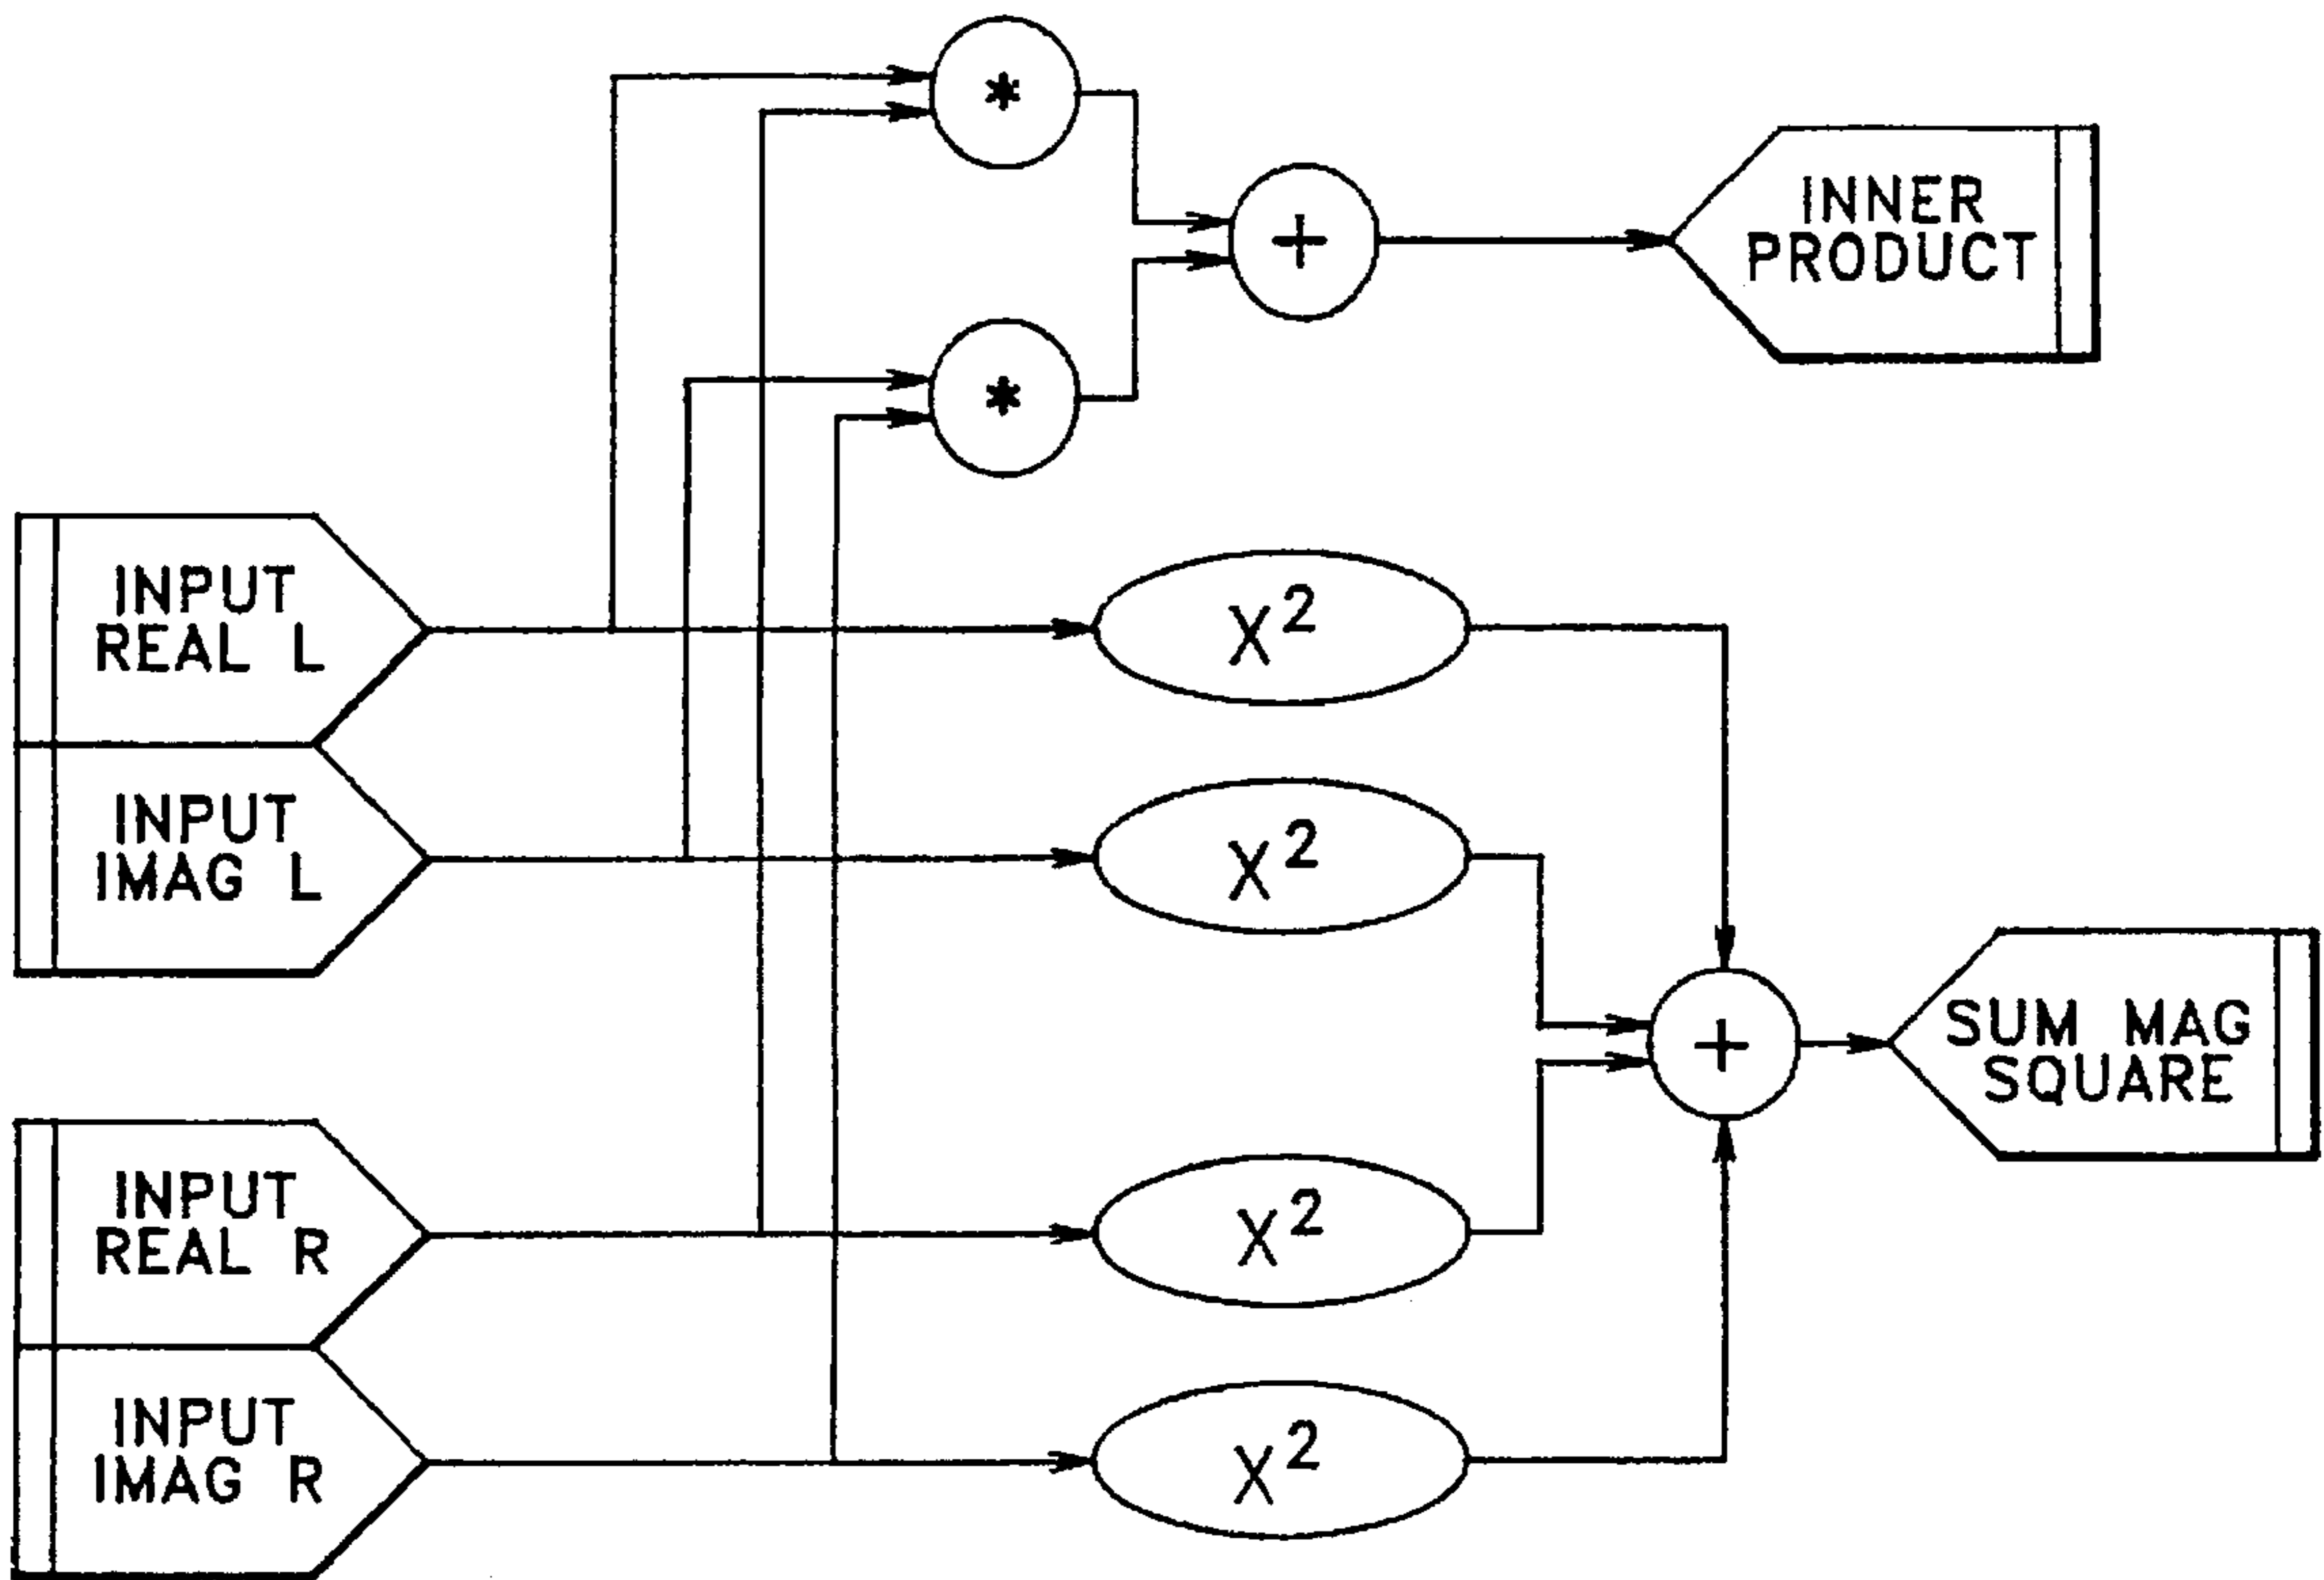 *
INNER
PRODUCT
+
*
INPUT
REAL L
X²
INPUT
IMAG L
X²
SUM MAG
SQUARE
+
INPUT
REAL R
X²
INPUT
IMAG R
X²